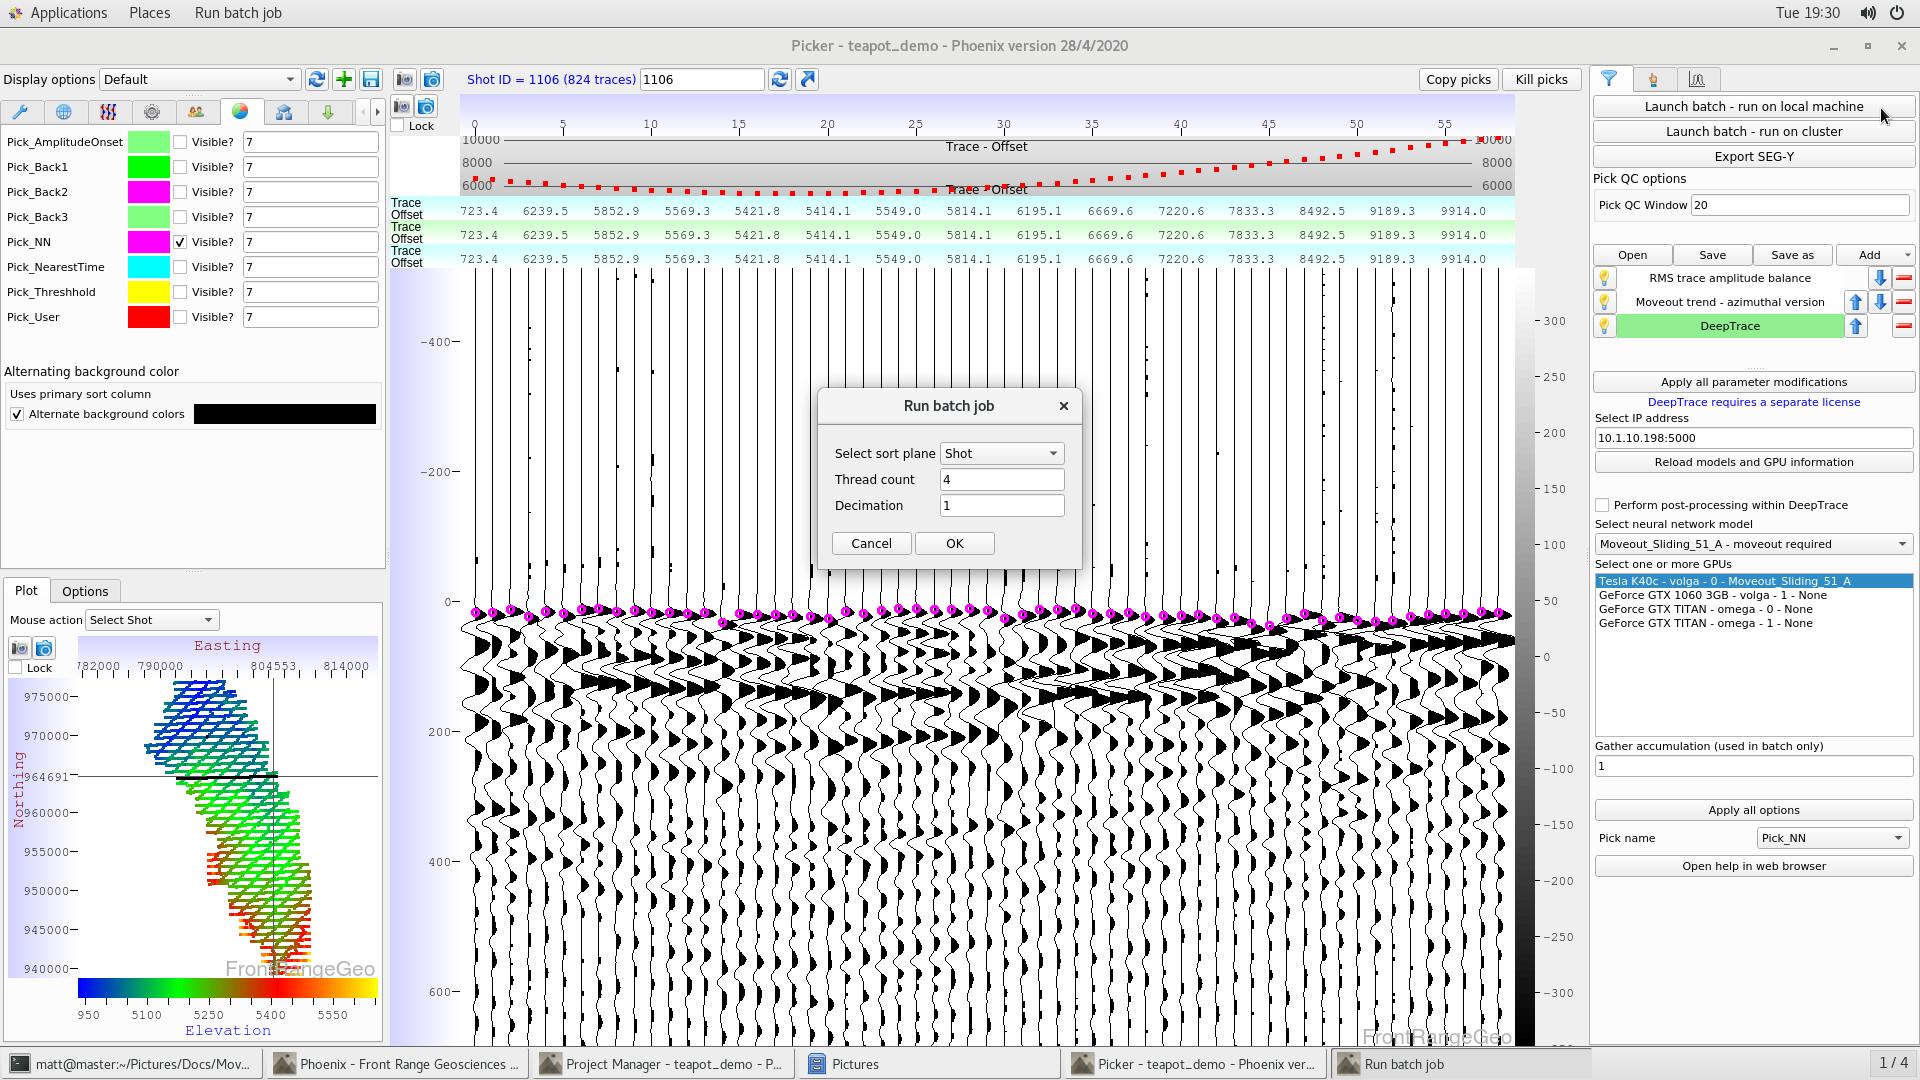 Applications Places Run batch job Tue 19:30
Picker - teapot_demo - Phoenix version 28/4/2020
Display options Default
Shot ID = 1106 (824 traces) 1106
Copy picks Kill picks
Lock
Pick_AmplitudeOnset Visible? 7
Pick_Back1 Visible? 7
Pick_Back2 Visible? 7
Pick_Back3 Visible? 7
Pick_NN Visible? 7
Pick_NearestTime Visible? 7
Pick_Threshhold Visible? 7
Pick_User Visible? 7
Alternating background color
Uses primary sort column
Alternate background colors
Plot Options
Mouse action Select Shot
Lock
Easting
782000 790000 804553 814000
Northing
975000
970000
964691
960000
955000
950000
945000
940000
FrontRangeGeo
950 5100 5250 5400 5550
Elevation
0 5 10 15 20 25 30 35 40 45 50 55
10000 Trace - Offset 10000
8000 8000
6000 Trace - Offset 6000
Trace
Offset 723.4 6239.5 5852.9 5569.3 5421.8 5414.1 5549.0 5814.1 6195.1 6669.6 7220.6 7833.3 8492.5 9189.3 9914.0
Trace
Offset 723.4 6239.5 5852.9 5569.3 5421.8 5414.1 5549.0 5814.1 6195.1 6669.6 7220.6 7833.3 8492.5 9189.3 9914.0
Trace
Offset 723.4 6239.5 5852.9 5569.3 5421.8 5414.1 5549.0 5814.1 6195.1 6669.6 7220.6 7833.3 8492.5 9189.3 9914.0
-400
-200
0
200
400
600
FrontRangeGeo
300
250
200
150
100
50
0
-50
-100
-150
-200
-250
-300
Run batch job
Select sort plane Shot
Thread count 4
Decimation 1
Cancel OK
Launch batch - run on local machine
Launch batch - run on cluster
Export SEG-Y
Pick QC options
Pick QC Window 20
Open Save Save as Add
RMS trace amplitude balance
Moveout trend - azimuthal version
DeepTrace
Apply all parameter modifications
DeepTrace requires a separate license
Select IP address
10.1.10.198:5000
Reload models and GPU information
Perform post-processing within DeepTrace
Select neural network model
Moveout_Sliding_51_A - moveout required
Select one or more GPUs
Tesla K40c - volga - 0 - Moveout_Sliding_51_A
GeForce GTX 1060 3GB - volga - 1 - None
GeForce GTX TITAN - omega - 0 - None
GeForce GTX TITAN - omega - 1 - None
Gather accumulation (used in batch only)
1
Apply all options
Pick name Pick_NN
Open help in web browser
matt@master:~/Pictures/Docs/Mov... Phoenix - Front Range Geosciences ... Project Manager - teapot_demo - P... Pictures Picker - teapot_demo - Phoenix ver... Run batch job 1 / 4